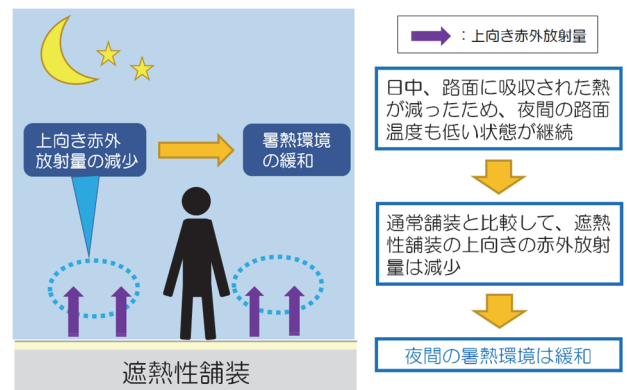 ：上向き赤外放射量
上向き赤外
放射量の減少
暑熱環境
の緩和
遮熱性舗装
日中、路面に吸収された熱
が減ったため、夜間の路面
温度も低い状態が継続
通常舗装と比較して、遮熱
性舗装の上向きの赤外放射
量は減少
夜間の暑熱環境は緩和